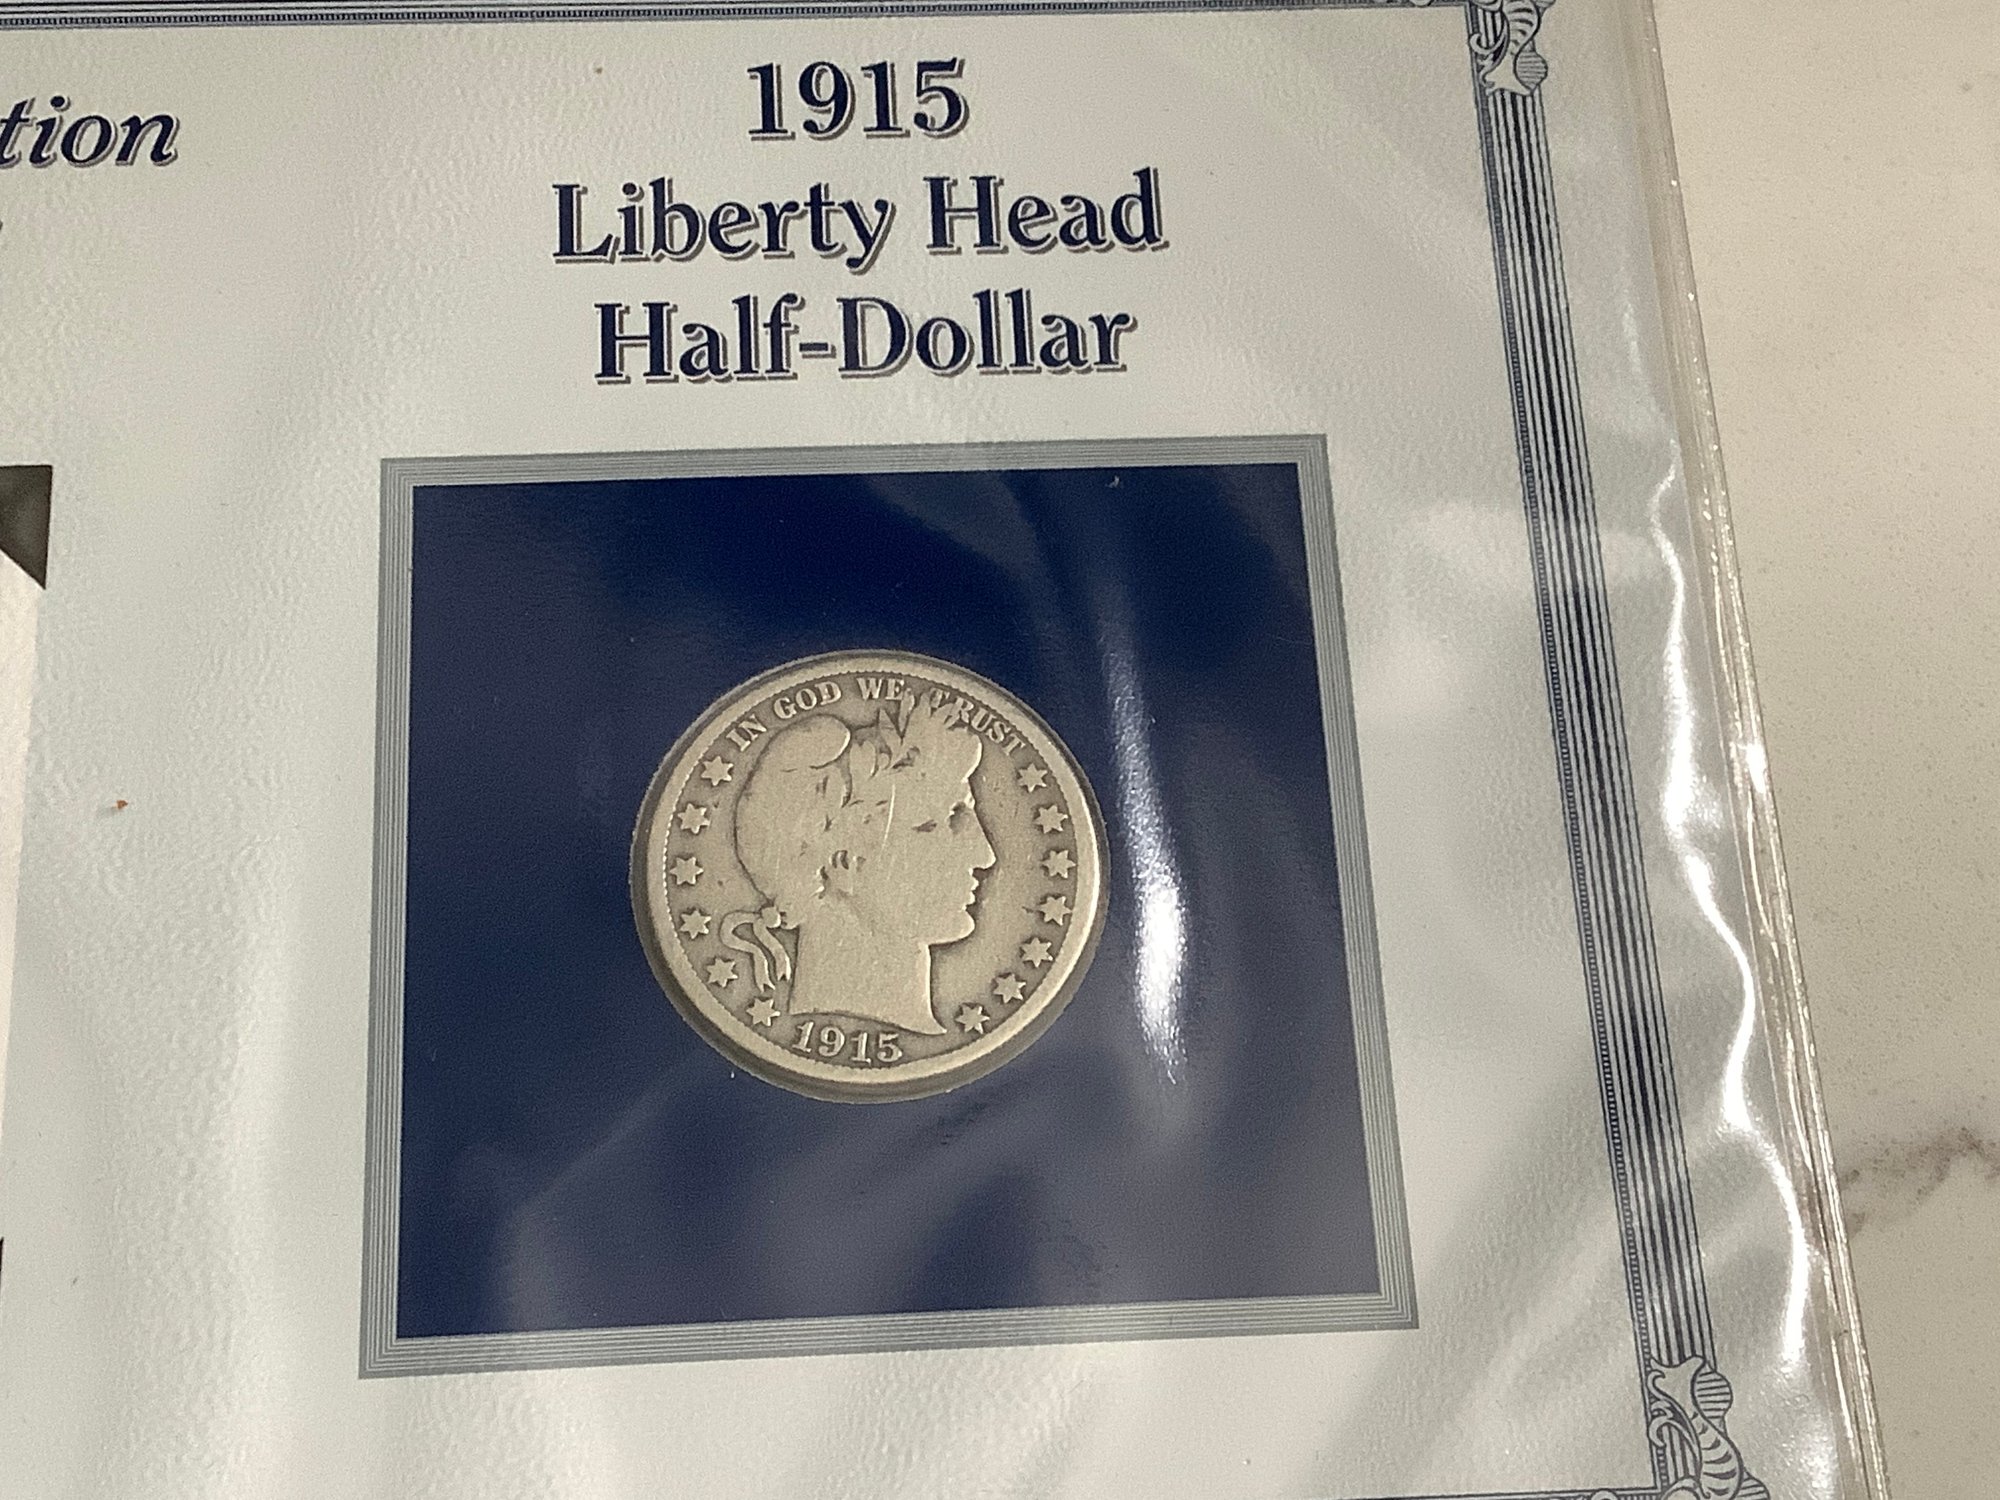 tion
1915
Liberty Head
Half-Dollar
IN GOD WE TRUST
1915